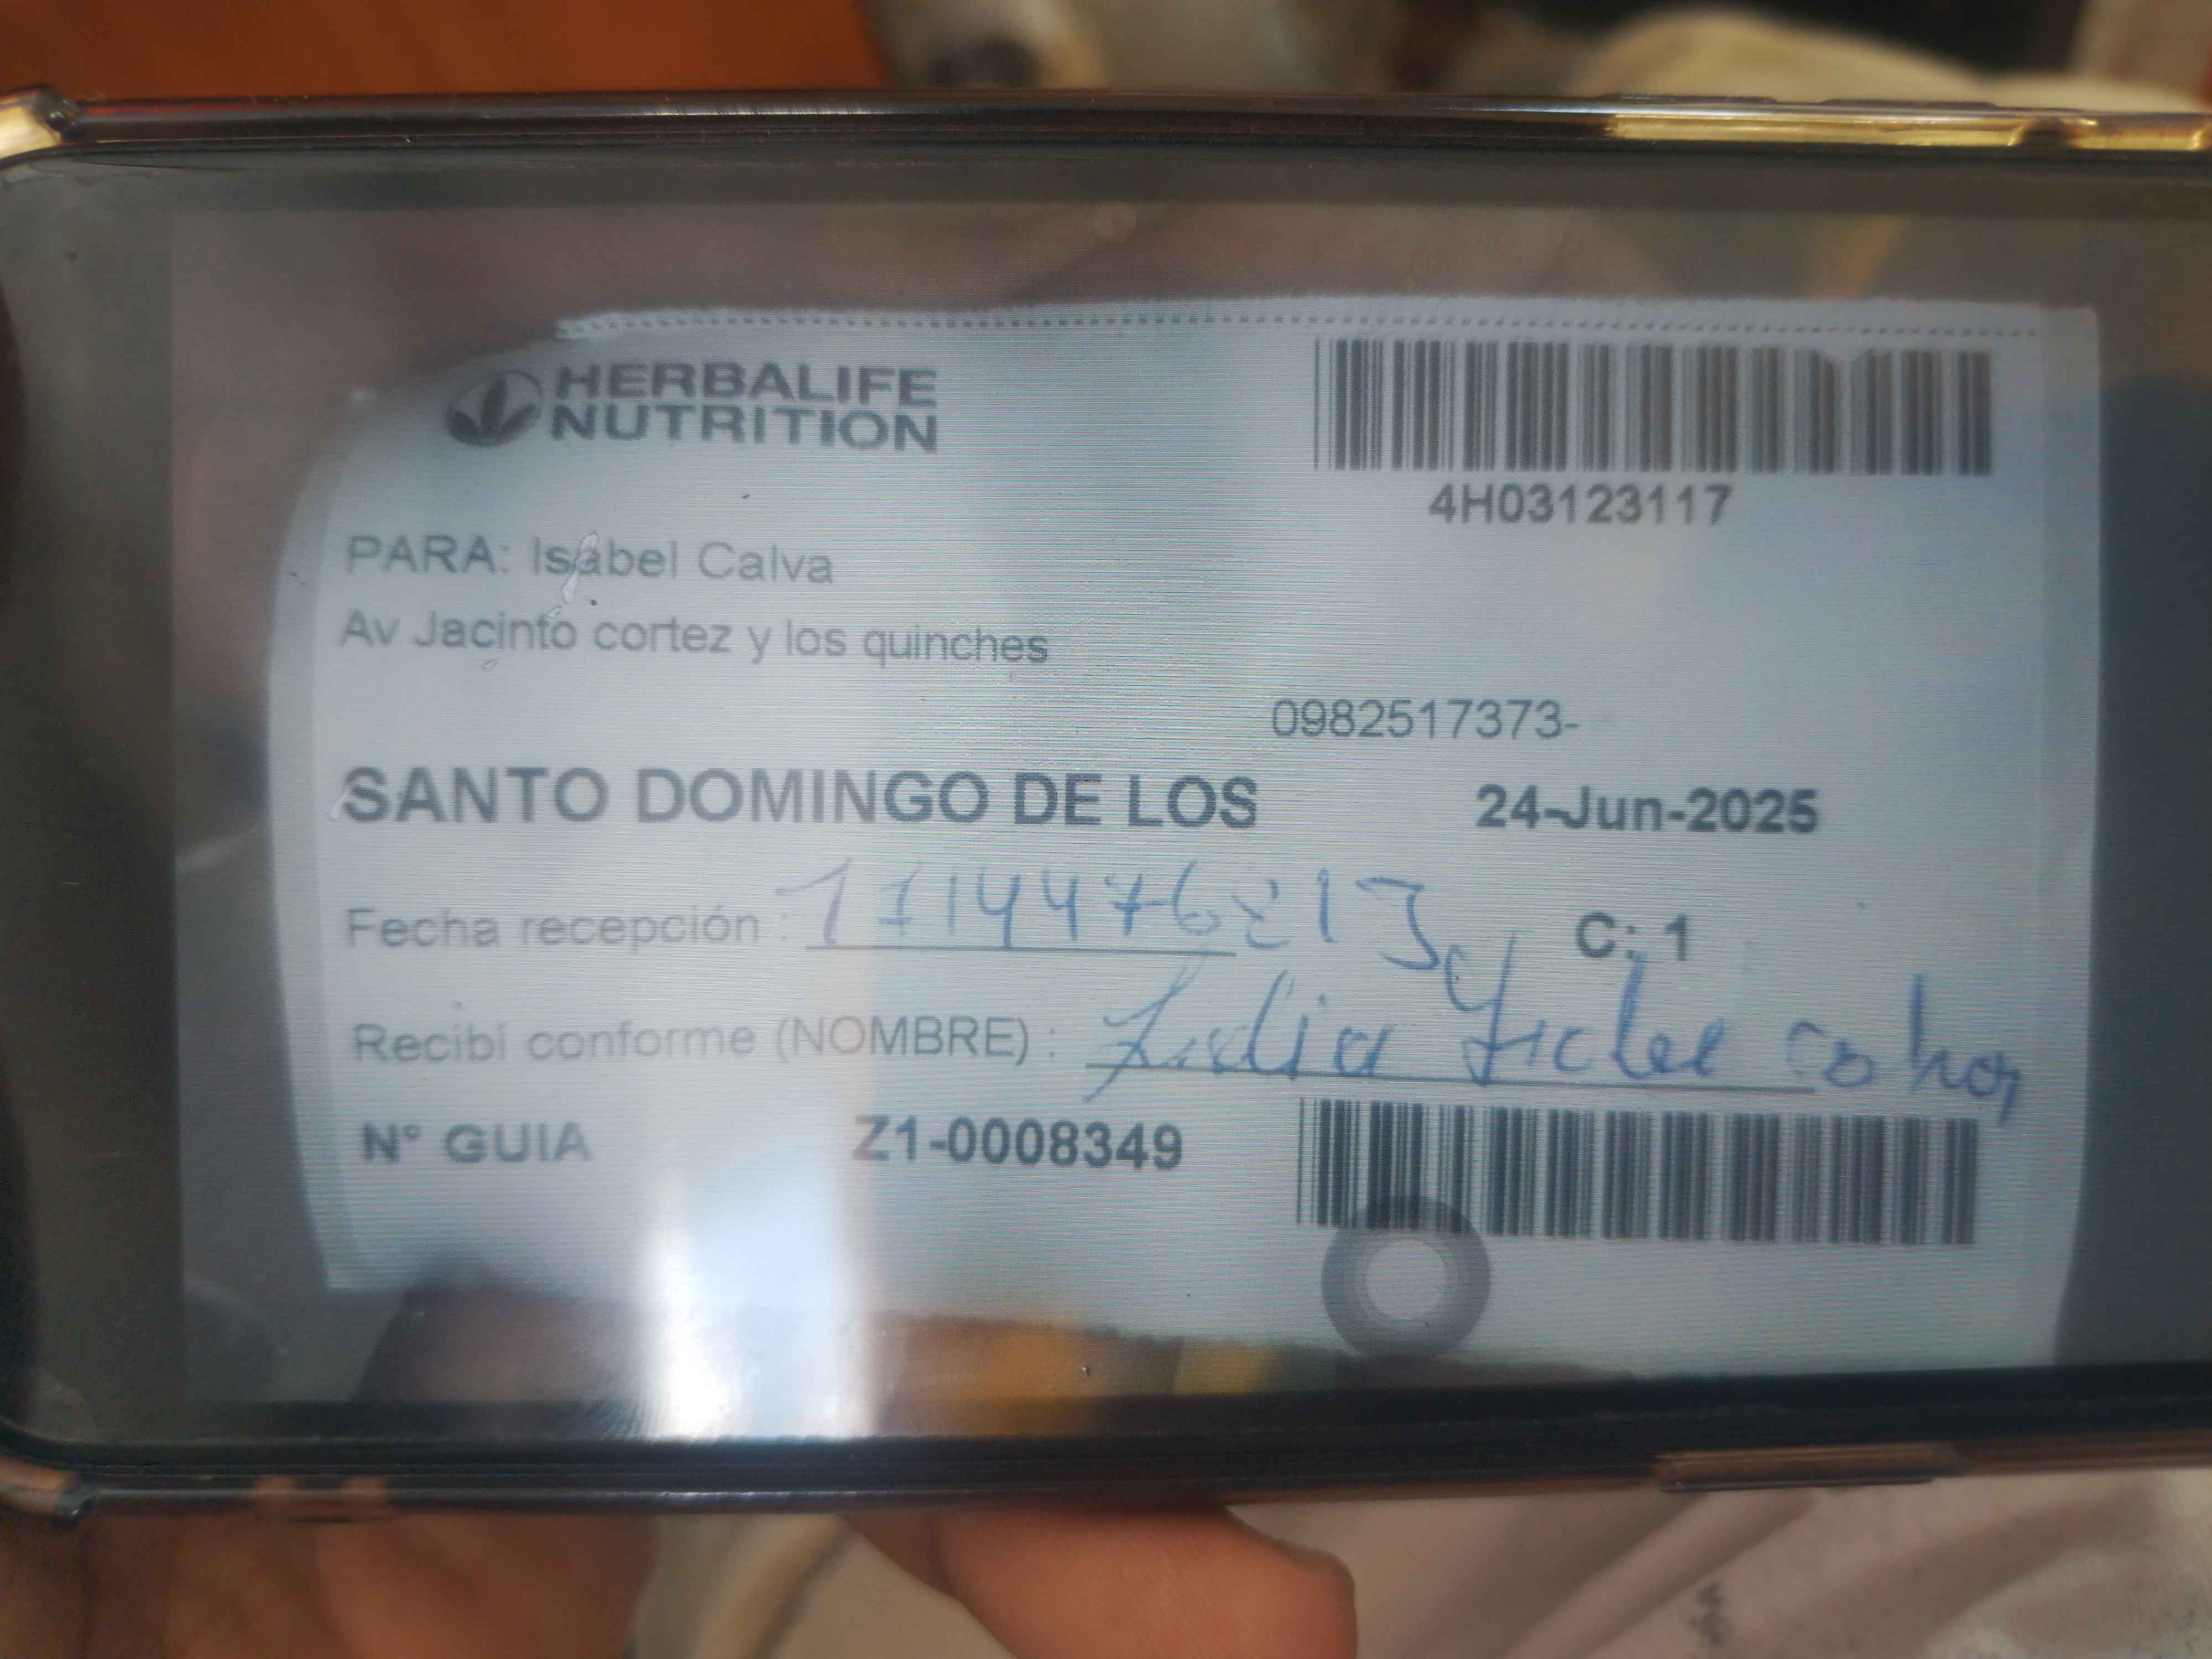 HERBALIFE
NUTRITION
4H03123117
PARA: Isabel Calva
Av Jacinto cortez y los quinches
0982517373-
SANTO DOMINGO DE LOS 24-Jun-2025
Fecha recepción : C: 1
Recibí conforme (NOMBRE) :
N° GUIA Z1-0008349